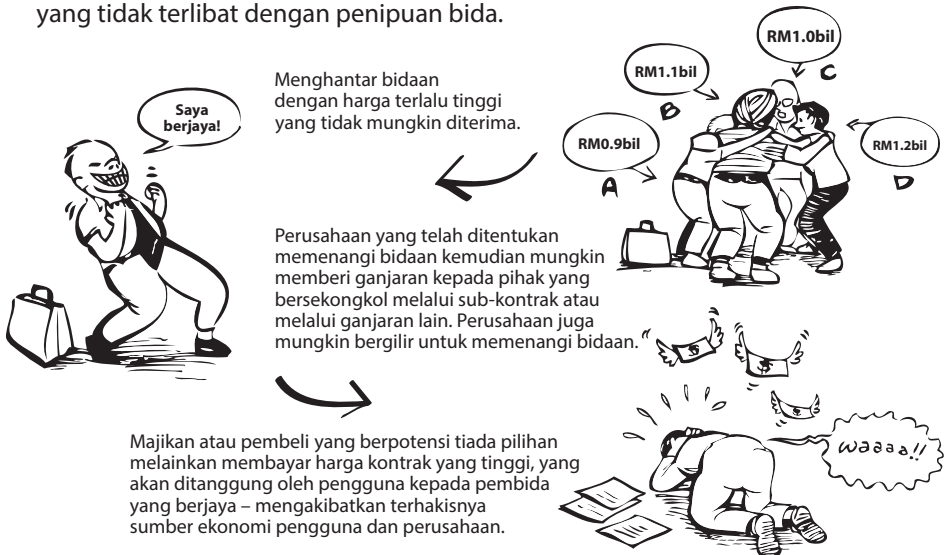 yang tidak terlibat dengan penipuan bida.
Menghantar bidaan
dengan harga terlalu tinggi
yang tidak mungkin diterima.
Saya
berjaya!
RM1.0bil
C
RM1.1bil
B
RM0.9bil
A
RM1.2bil
D
Perusahaan yang telah ditentukan
memenangi bidaan kemudian mungkin
memberi ganjaran kepada pihak yang
bersekongkol melalui sub-kontrak atau
melalui ganjaran lain. Perusahaan juga
mungkin bergilir untuk memenangi bidaan.
$
$
$
waaaa!!
Majikan atau pembeli yang berpotensi tiada pilihan
melainkan membayar harga kontrak yang tinggi, yang
akan ditanggung oleh pengguna kepada pembida
yang berjaya – mengakibatkan terhakisnya
sumber ekonomi pengguna dan perusahaan.